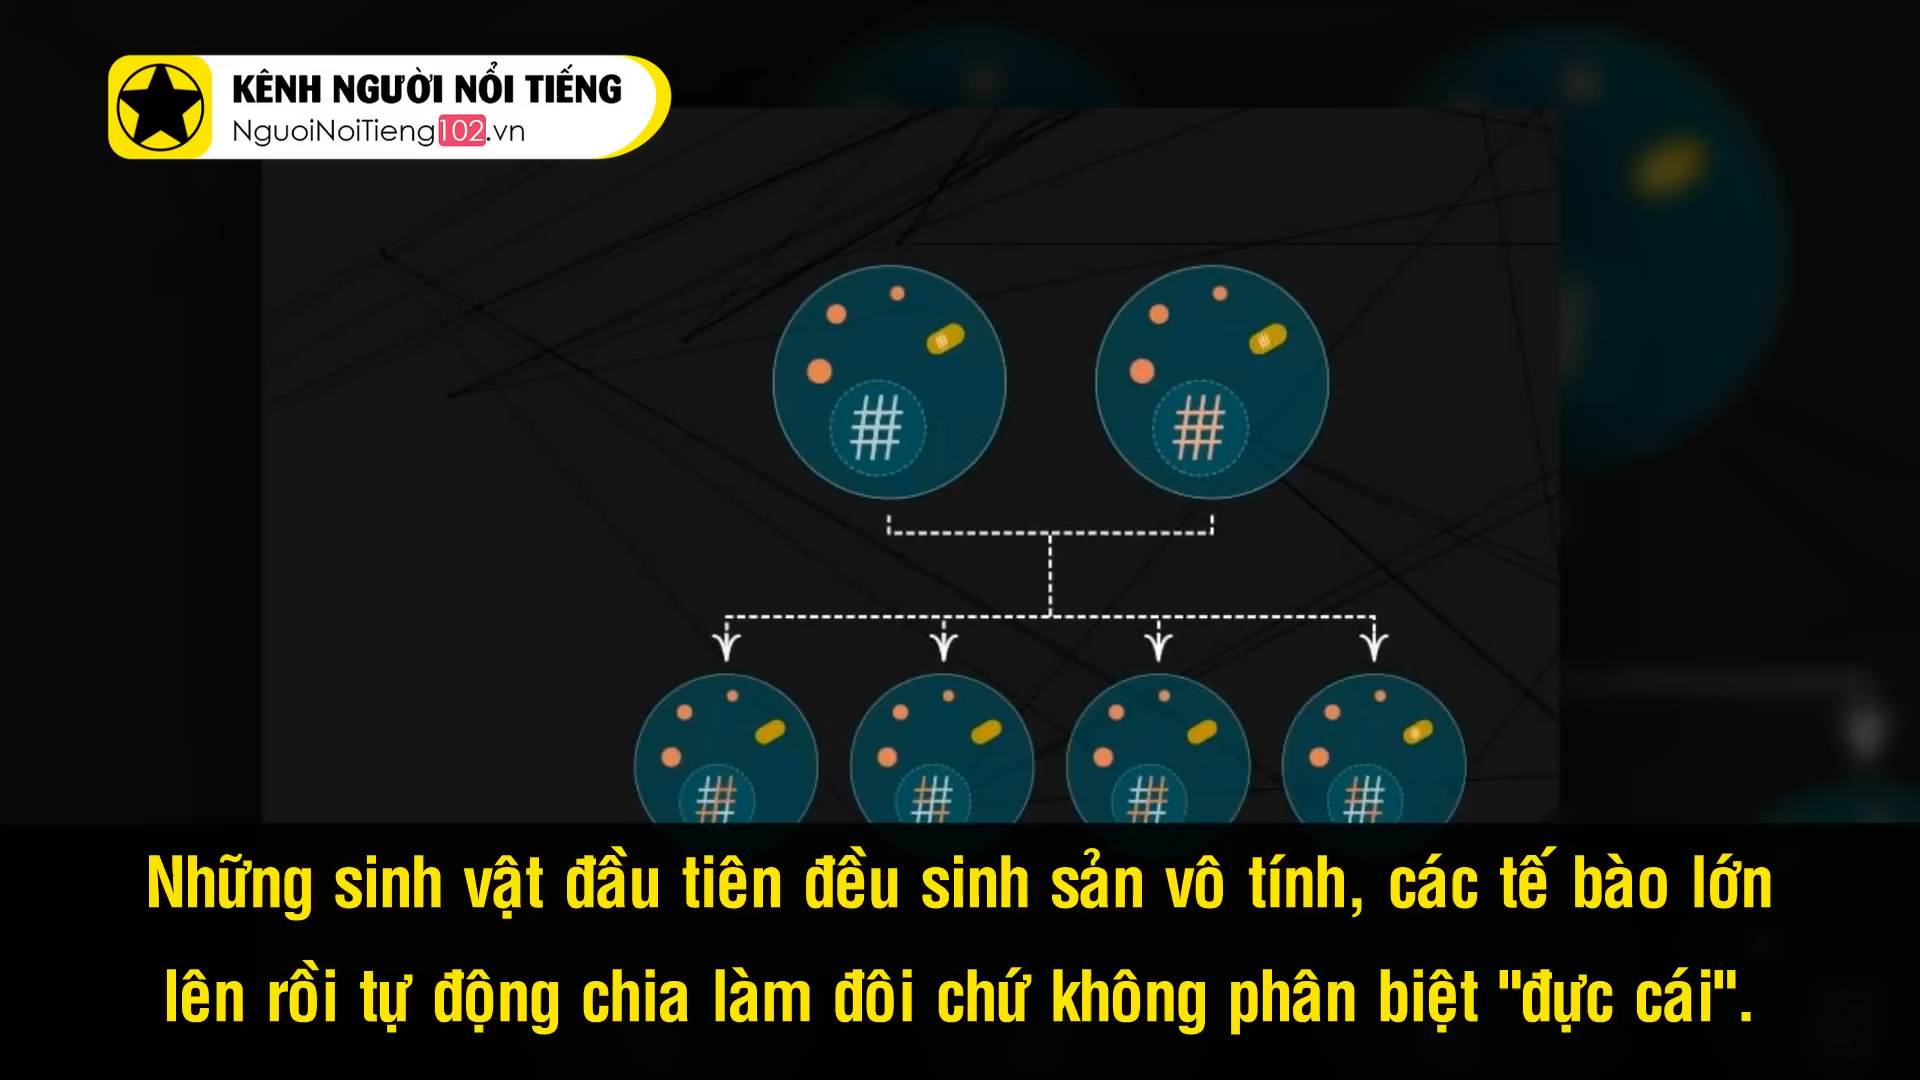 KÊNH NGƯỜI NỔI TIẾNG
NguoiNoiTieng102.vn
Những sinh vật đầu tiên đều sinh sản vô tính, các tế bào lớn
lên rồi tự động chia làm đôi chứ không phân biệt "đực cái".